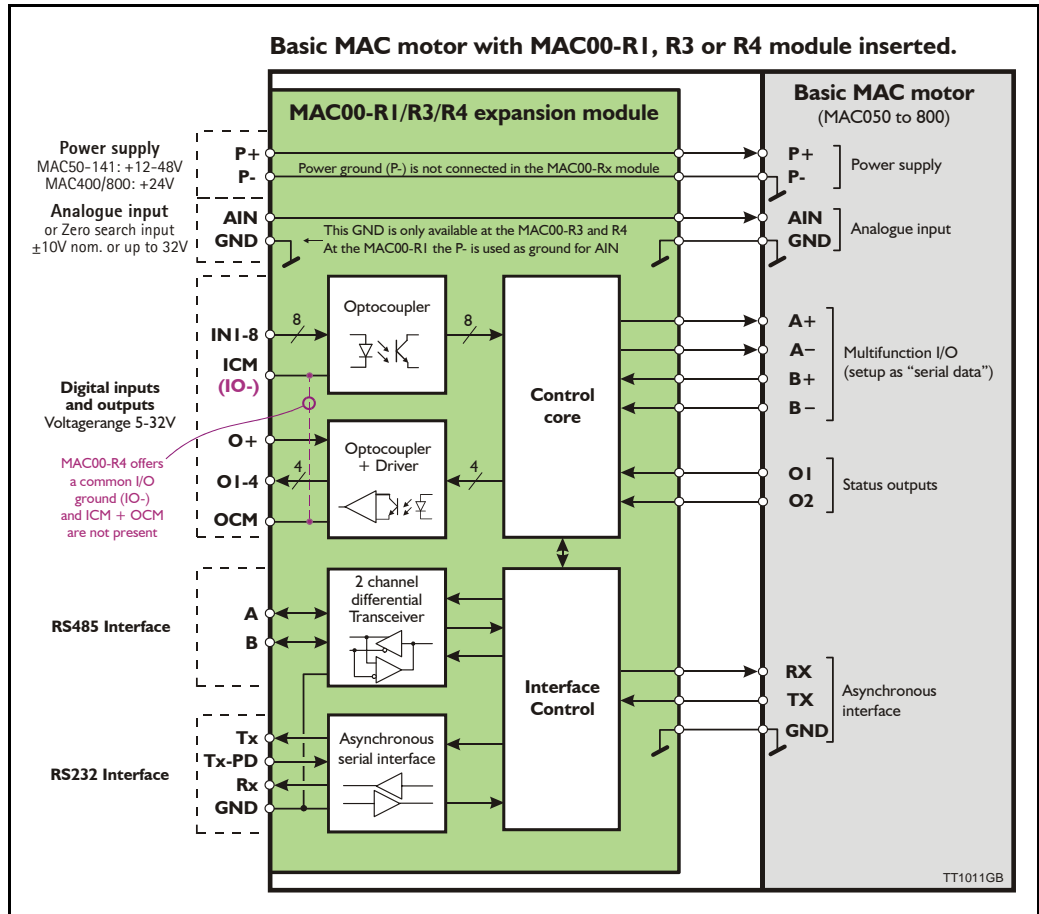 Basic MAC motor with MAC00-R1, R3 or R4 module inserted.
MAC00-R1/R3/R4 expansion module
Basic MAC motor
(MAC050 to 800)
Power supply
MAC50-141: +12-48V
MAC400/800: +24V
P+
P-
Power ground (P-) is not connected in the MAC00-Rx module
P+
P-
Power supply
Analogue input
or Zero search input
±10V nom. or up to 32V
AIN
GND
This GND is only available at the MAC00-R3 and R4
At the MAC00-R1 the P- is used as ground for AIN
AIN
GND
Analogue input
Digital inputs
and outputs
Voltagerange 5-32V
MAC00-R4 offers
a common I/O
ground (IO-)
and ICM + OCM
are not present
IN1-8
ICM
(IO-)
O+
O1-4
OCM
8
Optocoupler
8
4
Optocoupler
+ Driver
4
Control
core
A+
A−
B+
B−
Multifunction I/O
(setup as “serial data”)
O1
O2
Status outputs
RS485 Interface
A
B
2 channel
differential
Transceiver
Interface
Control
RS232 Interface
Tx
Tx-PD
Rx
GND
Asynchronous
serial interface
RX
TX
GND
Asynchronous
interface
TT1011GB